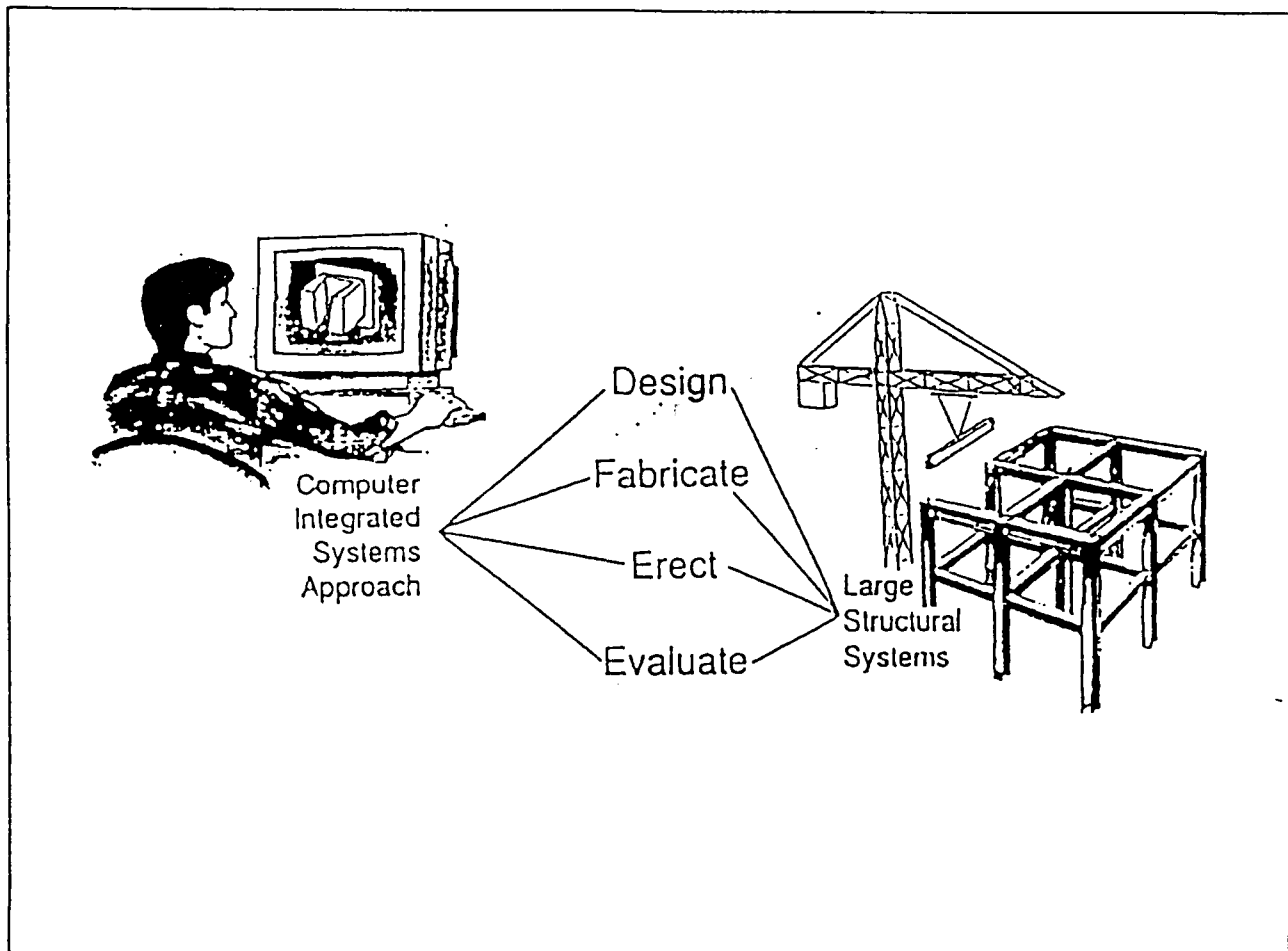 Computer
Integrated
Systems
Approach
Design
Fabricate
Erect
Evaluate
Large
Structural
Systems